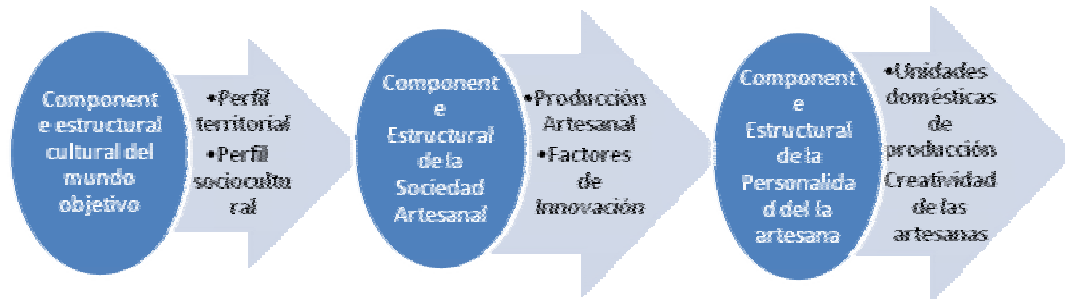 Component
e estructural
cultural del
mundo
objetivo
•Perfil
territorial
•Perfil
sociocultu
ral
Component
e
Estructural
de la
Sociedad
Artesanal
•Producción
Artesanal
•Factores
de
Innovación
Component
e
Estructural
de la
Personalida
d del la
artesana
•Unidades
domésticas
de
producción
Creatividad
de las
artesanas